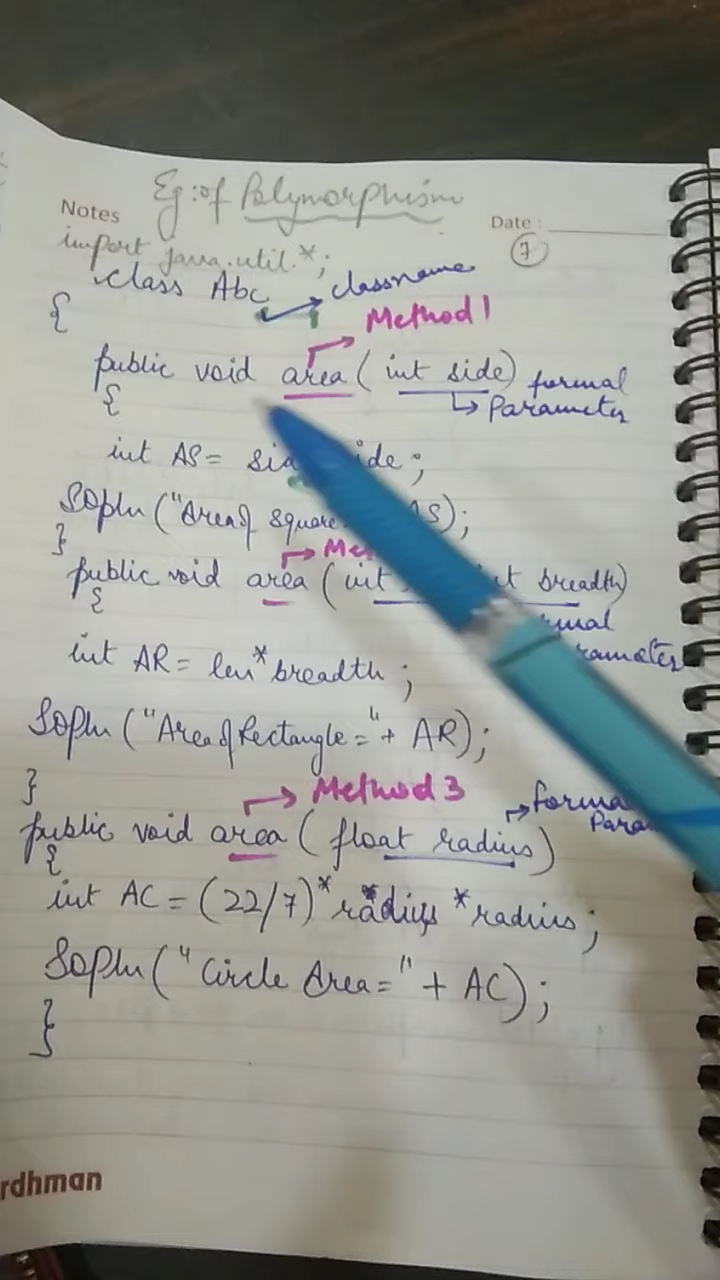 Eg: of Polymorphism
Notes
Date :
7
import java.util.*;
class Abc → classname
{
Method 1
public void area ( int side) formal
{ Parameter
int AS = ide ;
SOPln ("Area of square AS);
}
public void area ( int breadth)
{
int AR = len * breadth ;
SOPln ("Area of Rectangle =" + AR);
}
Method 3
public void area ( float radius)
{
int AC = (22/7) * radius * radius ;
SOPln (" Circle Area = " + AC) ;
}
rdhman